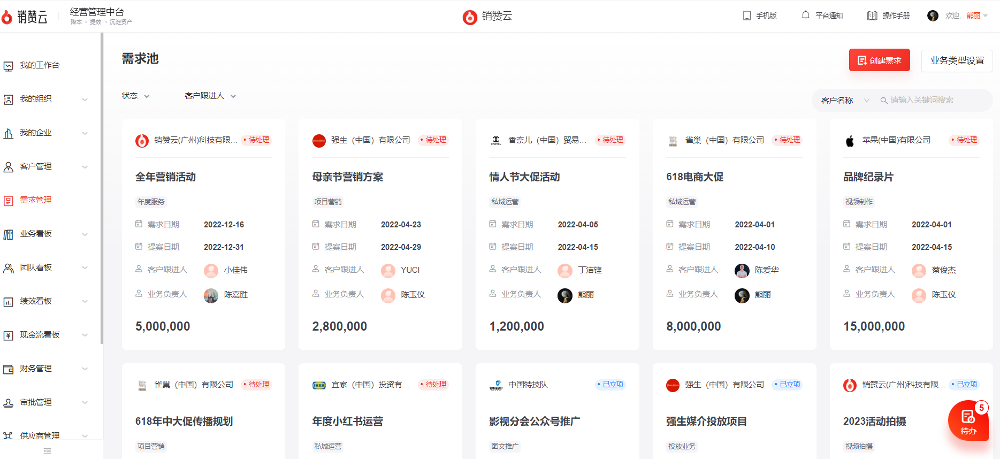 销赞云
经营管理中台
降本 • 提效 • 沉淀资产
销赞云
手机版
平台通知
操作手册
欢迎, 熊丽
我的工作台
我的组织
我的企业
客户管理
需求管理
业务看板
团队看板
绩效看板
现金流看板
财务管理
审批管理
供应商管理
需求池
创建需求
业务类型设置
状态
客户跟进人
客户名称
请输入关键词搜索
销赞云(广州)科技有限...
• 待处理
全年营销活动
年度服务
需求日期 2022-12-16
提案日期 2022-12-31
客户跟进人 小佳伟
业务负责人 陈嘉胜
5,000,000
强生（中国）有限公司
• 待处理
母亲节营销方案
项目营销
需求日期 2022-04-23
提案日期 2022-04-29
客户跟进人 YUCI
业务负责人 陈玉仪
2,800,000
CHANEL
香奈儿（中国）贸易...
• 待处理
情人节大促活动
私域运营
需求日期 2022-04-05
提案日期 2022-04-15
客户跟进人 丁洁铿
业务负责人 熊丽
1,200,000
雀巢（中国）有限公司
• 待处理
618电商大促
私域运营
需求日期 2022-04-01
提案日期 2022-04-10
客户跟进人 陈爱华
业务负责人 熊丽
8,000,000
苹果(中国)有限公司
• 待处理
品牌纪录片
视频制作
需求日期 2022-04-01
提案日期 2022-04-15
客户跟进人 蔡俊杰
业务负责人 陈玉仪
15,000,000
雀巢（中国）有限公司
• 待处理
618年中大促传播规划
项目营销
IKEA
宜家（中国）投资有...
• 待处理
年度小红书运营
私域运营
中国特技队
• 已立项
影视分会公众号推广
图文推广
强生（中国）有限公司
• 已立项
强生媒介投放项目
投放业务
销赞云(广州)科技有限...
• 已立项
2023活动拍摄
视频拍摄
5
待办